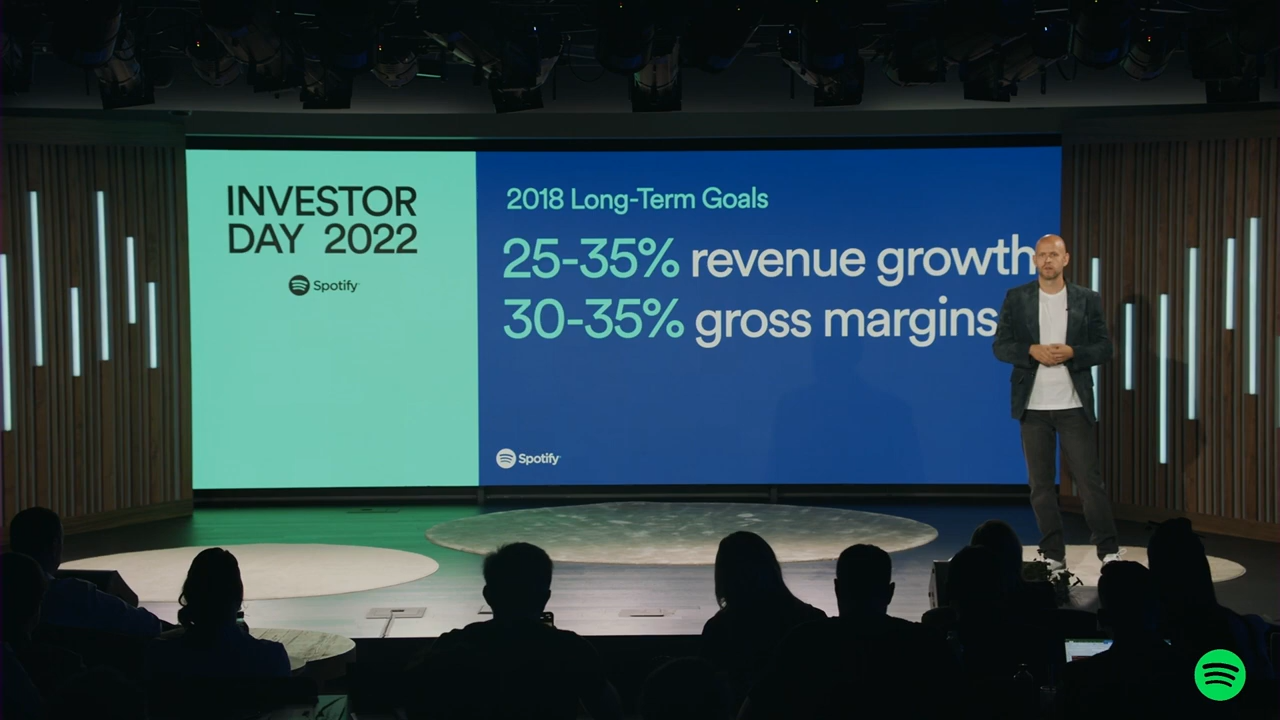 INVESTOR
DAY 2022
Spotify
2018 Long-Term Goals
25-35% revenue growth
30-35% gross margins
Spotify